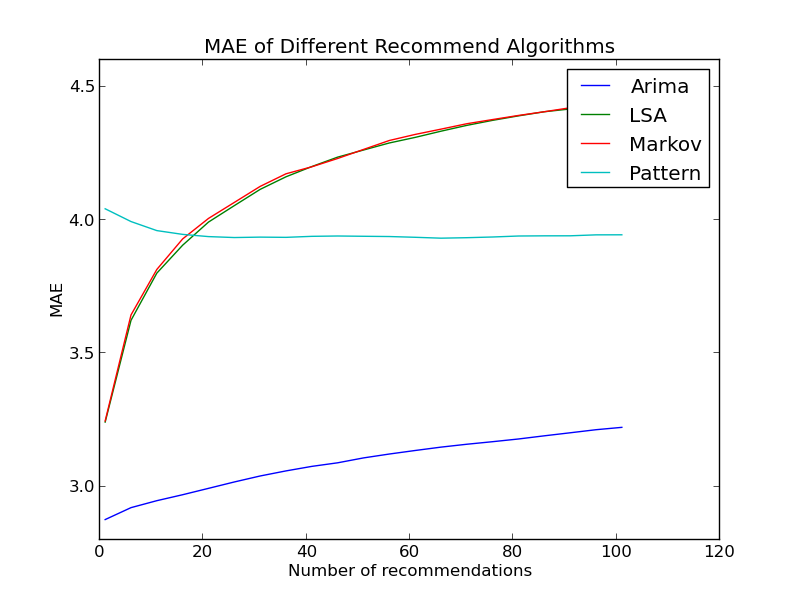 MAE of Different Recommend Algorithms
Arima
LSA
Markov
Pattern
MAE
4.5
4.0
3.5
3.0
0 20 40 60 80 100 120
Number of recommendations